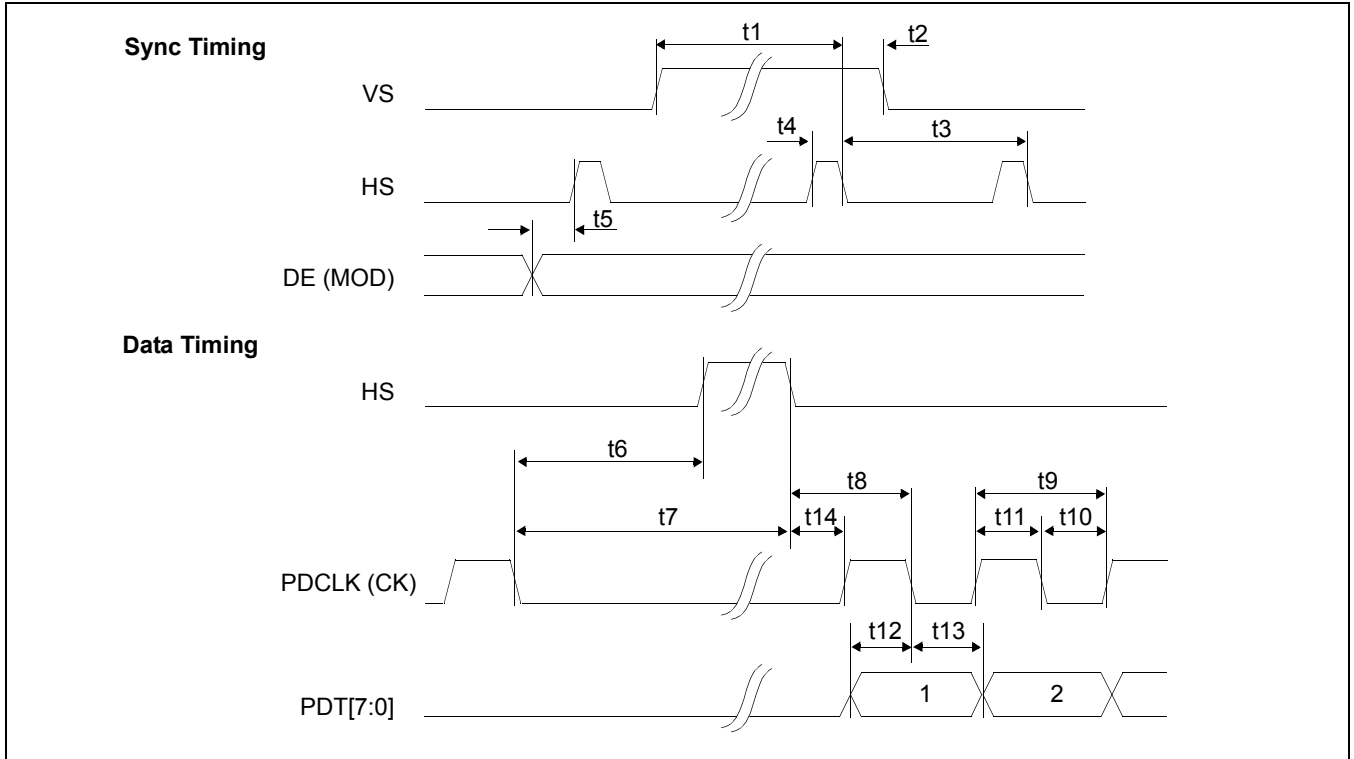 Sync Timing
t1
t2
VS
t4
t3
HS
t5
DE (MOD)
Data Timing
HS
t6
t8
t9
t7
t14
t11
t10
PDCLK (CK)
t12
t13
PDT[7:0]
1
2